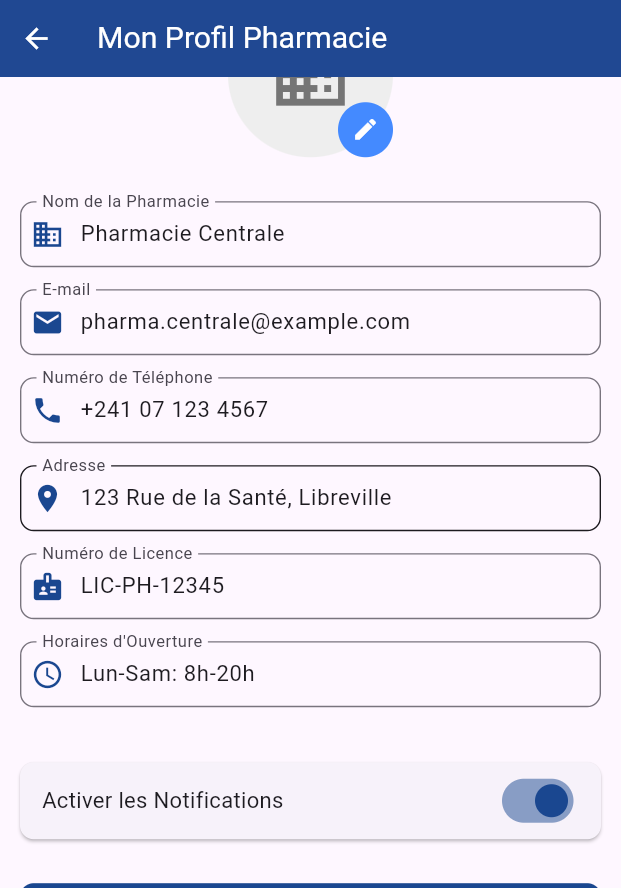 Mon Profil Pharmacie
Nom de la Pharmacie
Pharmacie Centrale
E-mail
pharma.centrale@example.com
Numéro de Téléphone
+241 07 123 4567
Adresse
123 Rue de la Santé, Libreville
Numéro de Licence
LIC-PH-12345
Horaires d'Ouverture
Lun-Sam: 8h-20h
Activer les Notifications